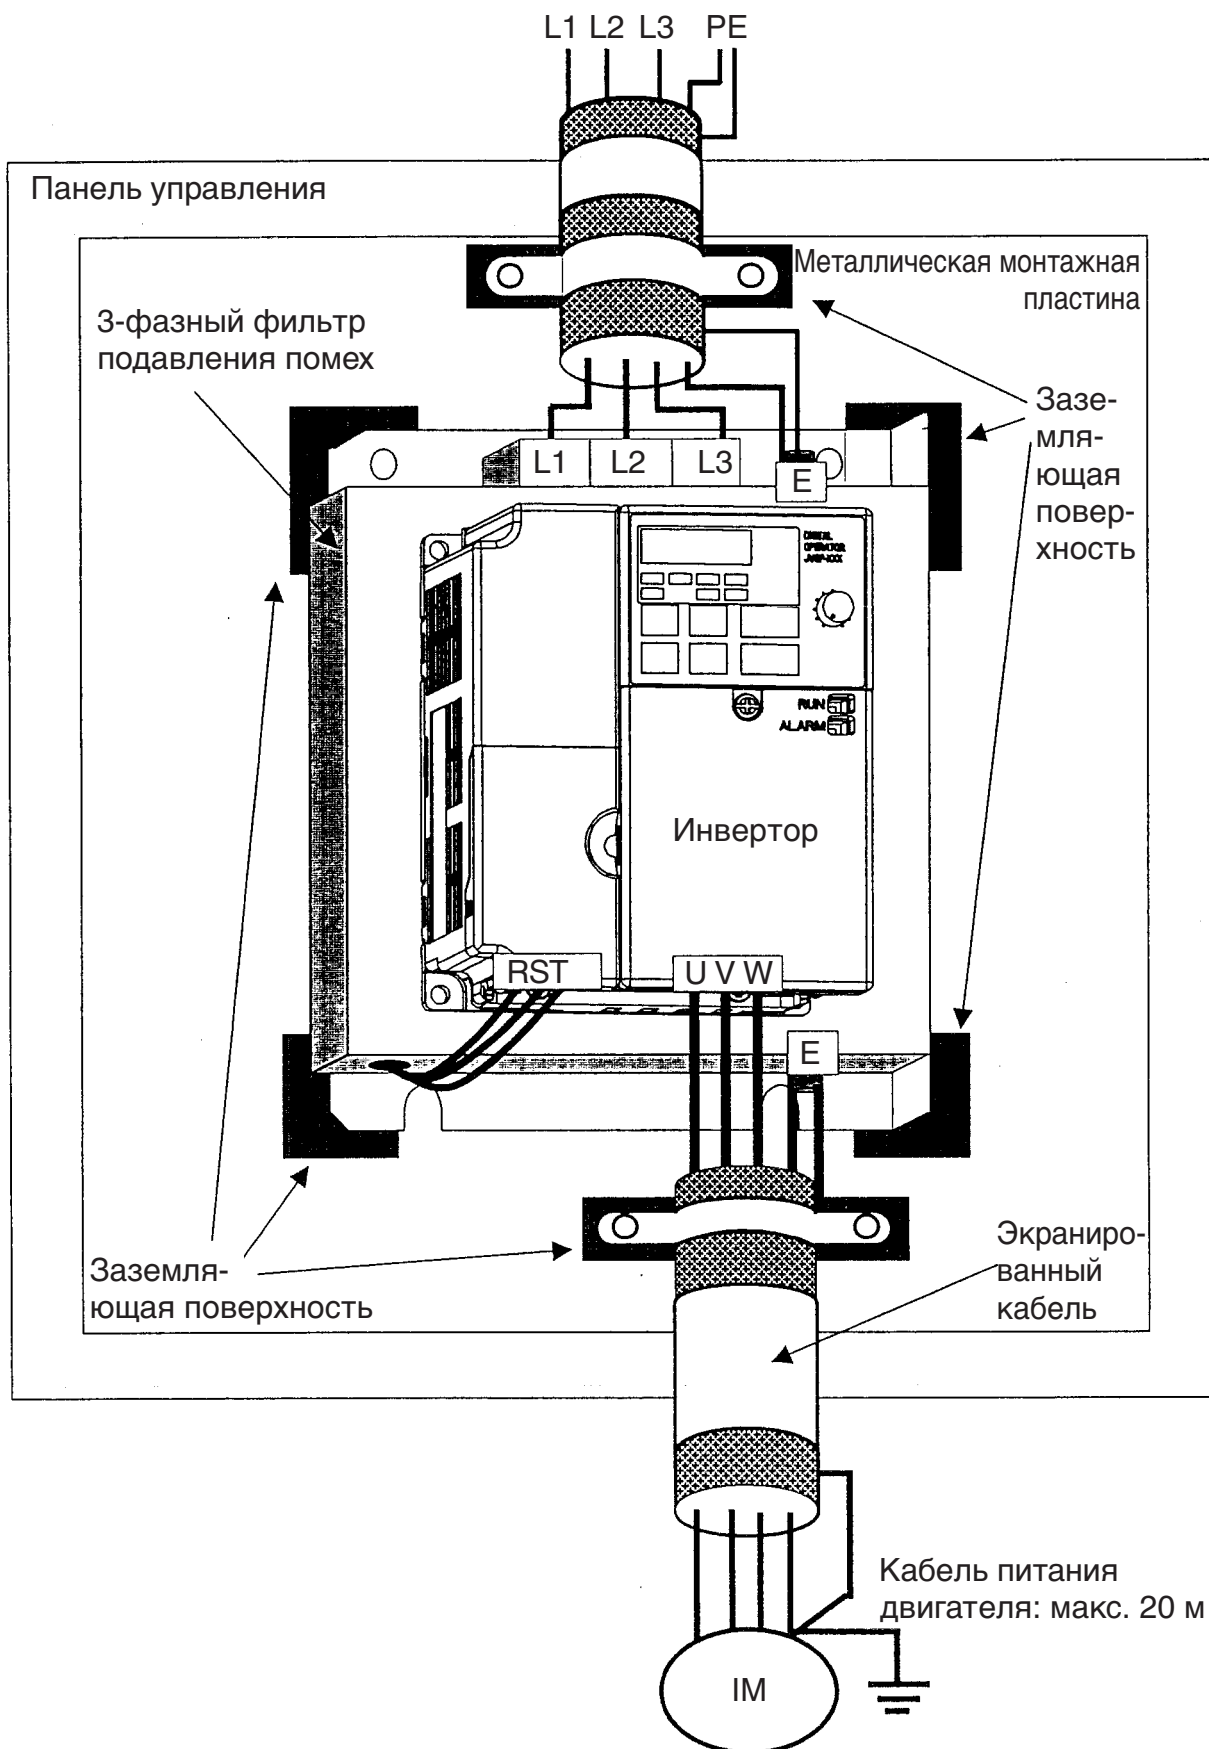 L1 L2 L3 PE
Панель управления
Металлическая монтажная
пластина
3-фазный фильтр
подавления помех
Зазе-
мля-
ющая
повер-
хность
L1 L2 L3
E
DIGITAL
OPERATOR
RUN
ALARM
Инвертор
RST
U V W
E
Заземля-
ющая поверхность
Экраниро-
ванный
кабель
Кабель питания
двигателя: макс. 20 м
IM